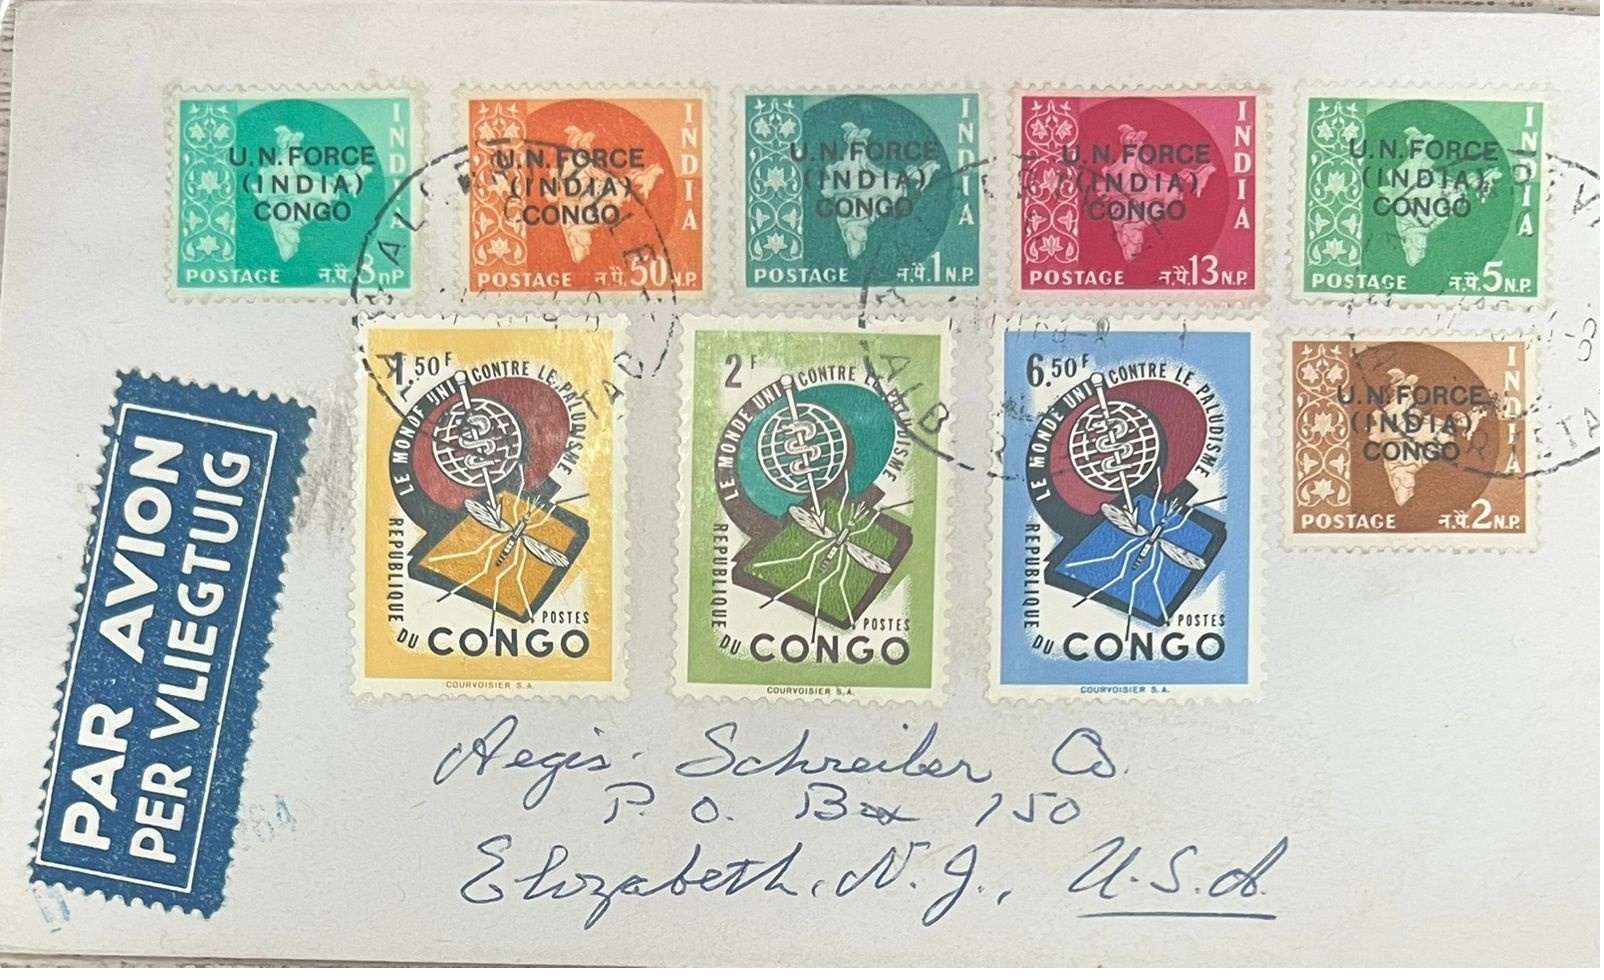 INDIA
U.N. FORCE
(INDIA)
CONGO
POSTAGE न.पै. 8 nP
INDIA
U.N. FORCE
(INDIA)
CONGO
POSTAGE न.पै. 50 N.P.
INDIA
U.N. FORCE
(INDIA)
CONGO
POSTAGE न.पै. 1 N.P.
INDIA
U.N. FORCE
(INDIA)
CONGO
POSTAGE न.पै. 13 N.P.
INDIA
U.N. FORCE
(INDIA)
CONGO
POSTAGE न.पै. 5 N.P.
1.50F
LE MONDE UNI CONTRE LE PALUDISME
REPUBLIQUE DU CONGO
POSTES
COURVOISIER S.A.
2F
LE MONDE UNI CONTRE LE PALUDISME
REPUBLIQUE DU CONGO
POSTES
COURVOISIER S.A.
6.50F
LE MONDE UNI CONTRE LE PALUDISME
REPUBLIQUE DU CONGO
POSTES
COURVOISIER S.A.
INDIA
U.N. FORCE
(INDIA)
CONGO
POSTAGE न.पै. 2 N.P.
PAR AVION
PER VLIEGTUIG
Aegis Schreiber Co.
P. O. Box 150
Elizabeth, N. J., U.S.A.